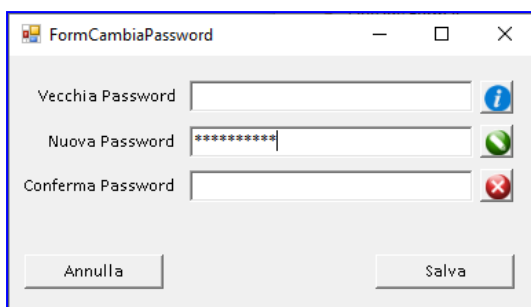 FormCambiaPassword
Vecchia Password
Nuova Password **********
Conferma Password
Annulla Salva